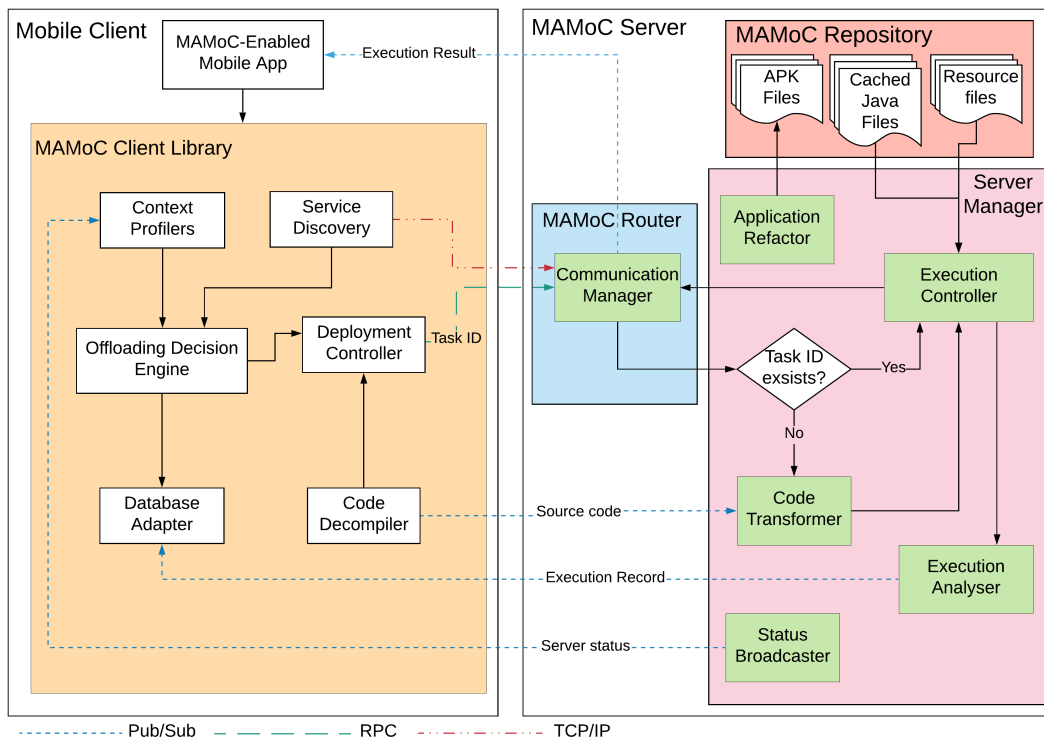 Mobile Client
MAMoC-Enabled
Mobile App
Execution Result
MAMoC Client Library
Context
Profilers
Service
Discovery
Offloading Decision
Engine
Deployment
Controller
Task ID
Database
Adapter
Code
Decompiler
MAMoC Server
MAMoC Repository
APK
Files
Cached
Java
Files
Resource
files
Server
Manager
MAMoC Router
Communication
Manager
Application
Refactor
Execution
Controller
Task ID
exsists?
Yes
No
Code
Transformer
Source code
Execution Record
Execution
Analyser
Server status
Status
Broadcaster
Pub/Sub
RPC
TCP/IP